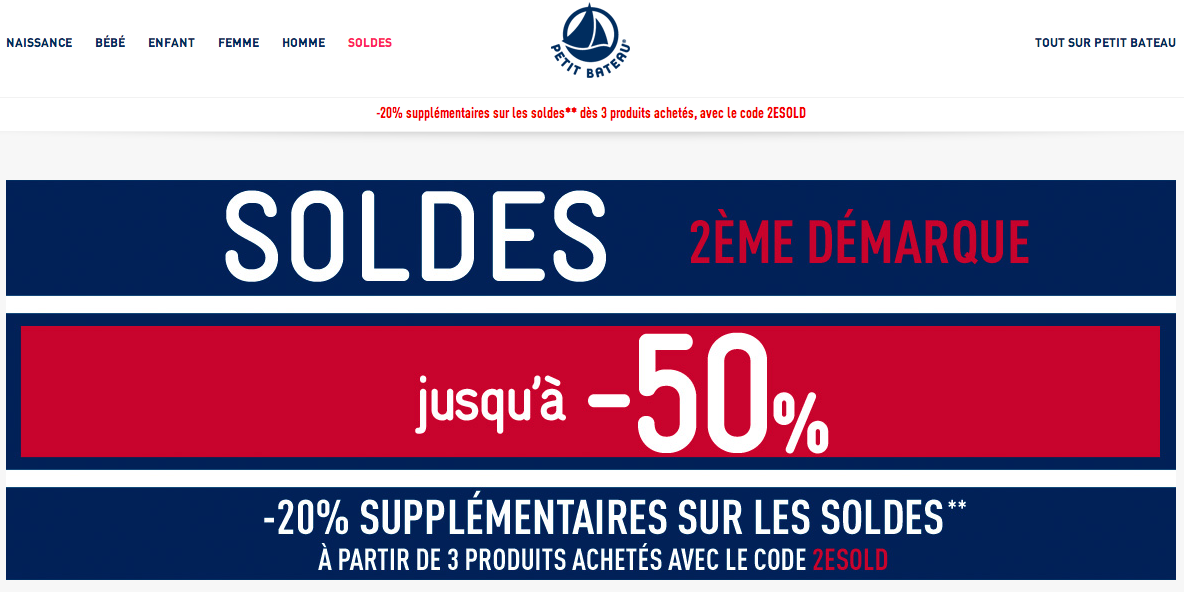 NAISSANCE BÉBÉ ENFANT FEMME HOMME SOLDES
PETIT BATEAU®
TOUT SUR PETIT BATEAU
-20% supplémentaires sur les soldes** dès 3 produits achetés, avec le code 2ESOLD
SOLDES 2ÈME DÉMARQUE
jusqu'à -50%
-20% SUPPLÉMENTAIRES SUR LES SOLDES**
À PARTIR DE 3 PRODUITS ACHETÉS AVEC LE CODE 2ESOLD